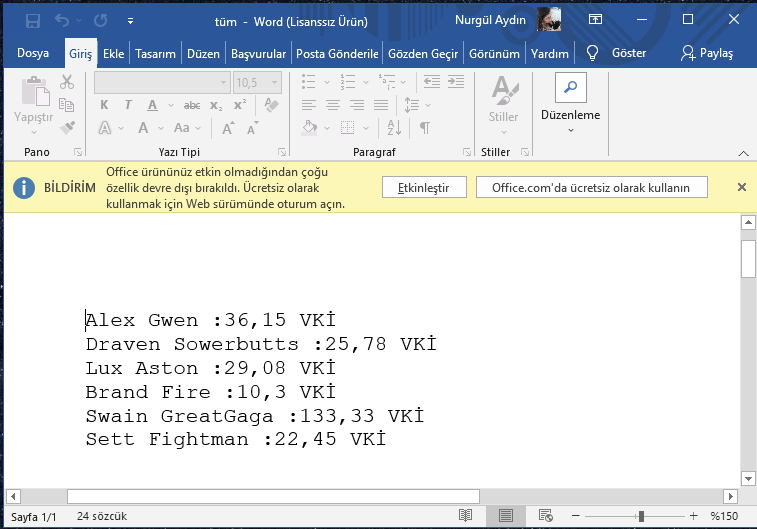 tüm - Word (Lisanssız Ürün)
Nurgül Aydın
Dosya Giriş Ekle Tasarım Düzen Başvurular Posta Gönderile Gözden Geçir Görünüm Yardım Göster Paylaş
10,5
Yapıştır
K T A abc x₂ x²
A A Aa A A
Stiller
Düzenleme
Pano Yazı Tipi Paragraf Stiller
BİLDİRİM
Office ürününüz etkin olmadığından çoğu
özellik devre dışı bırakıldı. Ücretsiz olarak
kullanmak için Web sürümünde oturum açın.
Etkinleştir
Office.com'da ücretsiz olarak kullanın
Alex Gwen :36,15 VKİ
Draven Sowerbutts :25,78 VKİ
Lux Aston :29,08 VKİ
Brand Fire :10,3 VKİ
Swain GreatGaga :133,33 VKİ
Sett Fightman :22,45 VKİ
Sayfa 1/1 24 sözcük %150